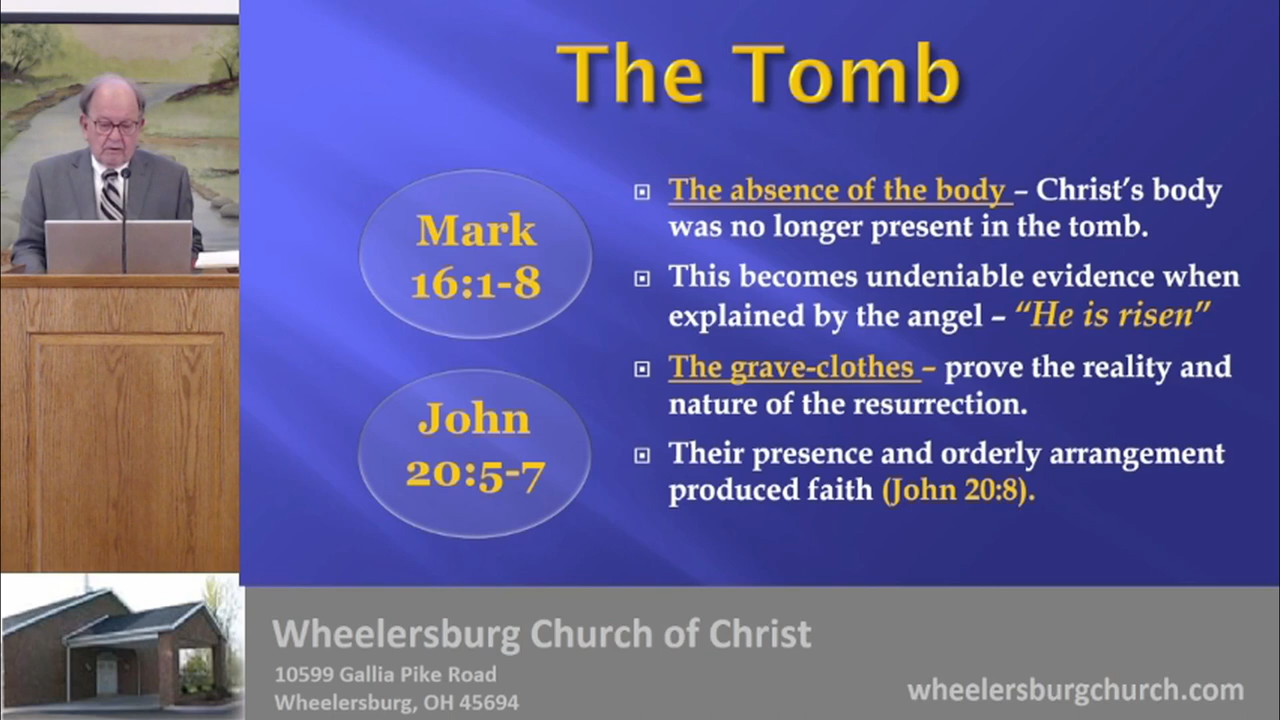 The Tomb
Mark
16:1-8
John
20:5-7
▣ The absence of the body – Christ’s body
was no longer present in the tomb.
▣ This becomes undeniable evidence when
explained by the angel – “He is risen”
▣ The grave-clothes – prove the reality and
nature of the resurrection.
▣ Their presence and orderly arrangement
produced faith (John 20:8).
Wheelersburg Church of Christ
10599 Gallia Pike Road
Wheelersburg, OH 45694
wheelersburgchurch.com